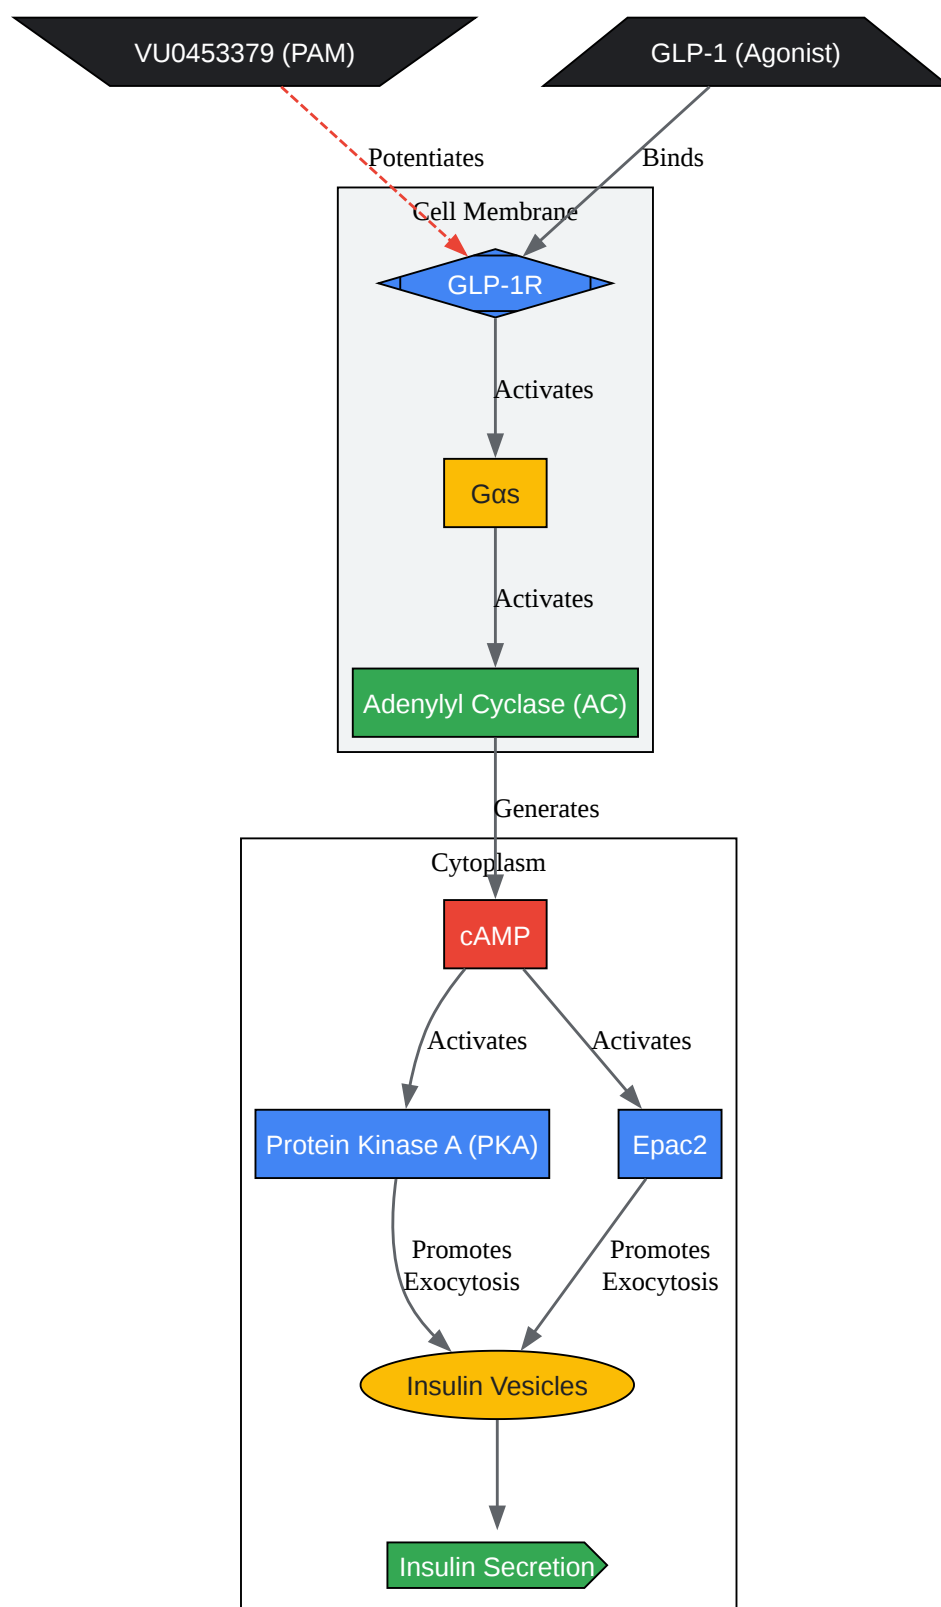 VU0453379 (PAM)
GLP-1 (Agonist)
Potentiates
Binds
Cell Membrane
GLP-1R
Activates
Gαs
Activates
Adenylyl Cyclase (AC)
Generates
Cytoplasm
cAMP
Activates
Activates
Protein Kinase A (PKA)
Epac2
Promotes
Exocytosis
Promotes
Exocytosis
Insulin Vesicles
Insulin Secretion